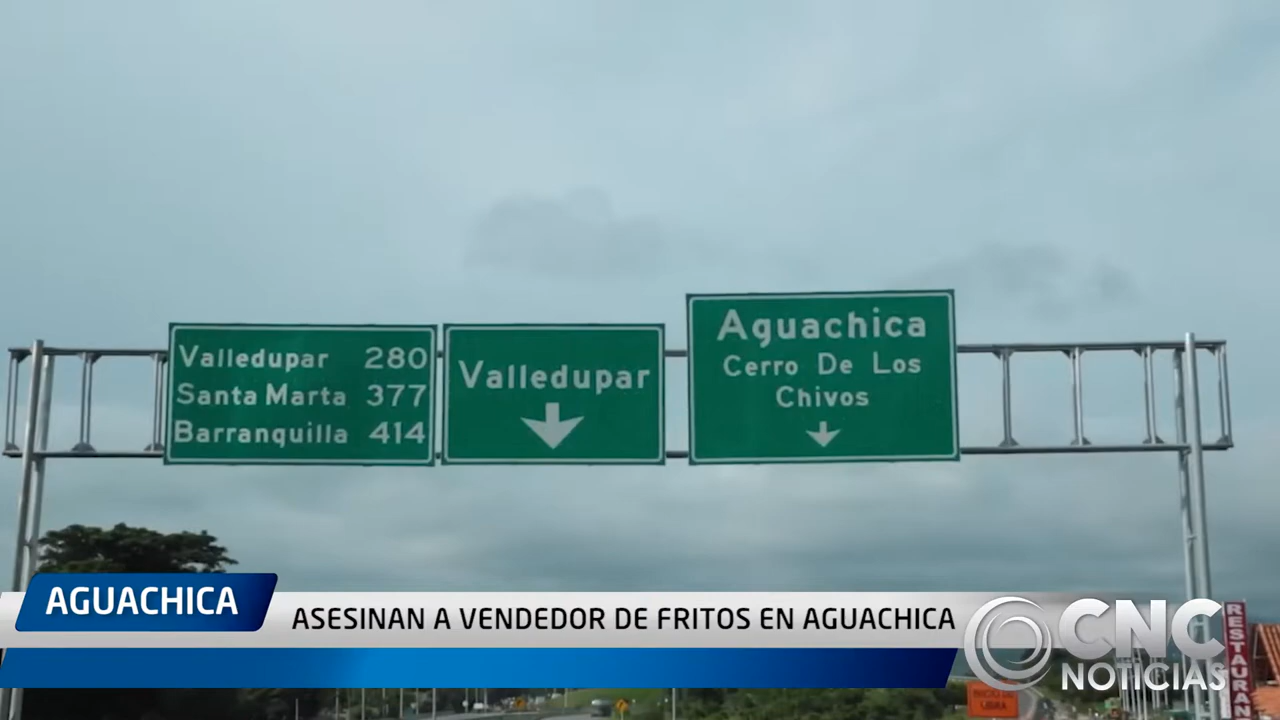 Valledupar 280
Santa Marta 377
Barranquilla 414
Valledupar
Aguachica
Cerro De Los
Chivos
AGUACHICA
ASESINAN A VENDEDOR DE FRITOS EN AGUACHICA
CNC
NOTICIAS
RESTAURAN